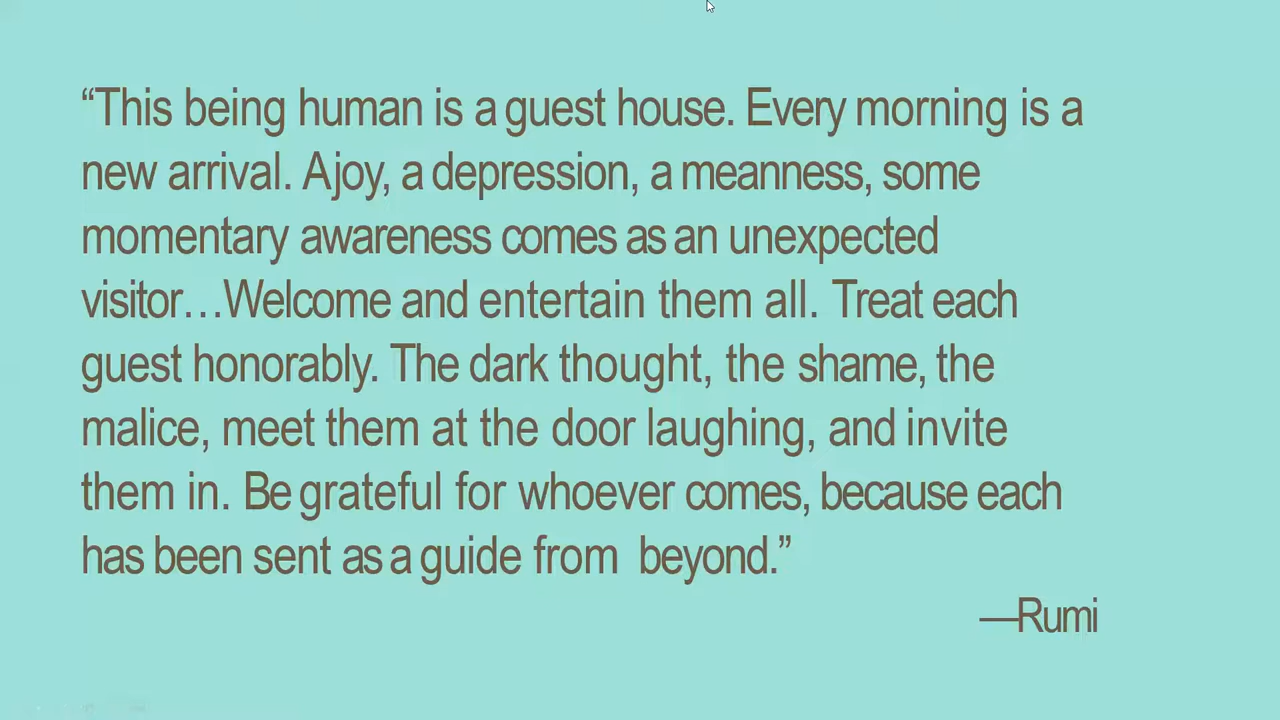 “This being human is a guest house. Every morning is a
new arrival. A joy, a depression, a meanness, some
momentary awareness comes as an unexpected
visitor…Welcome and entertain them all. Treat each
guest honorably. The dark thought, the shame, the
malice, meet them at the door laughing, and invite
them in. Be grateful for whoever comes, because each
has been sent as a guide from beyond.”
—Rumi